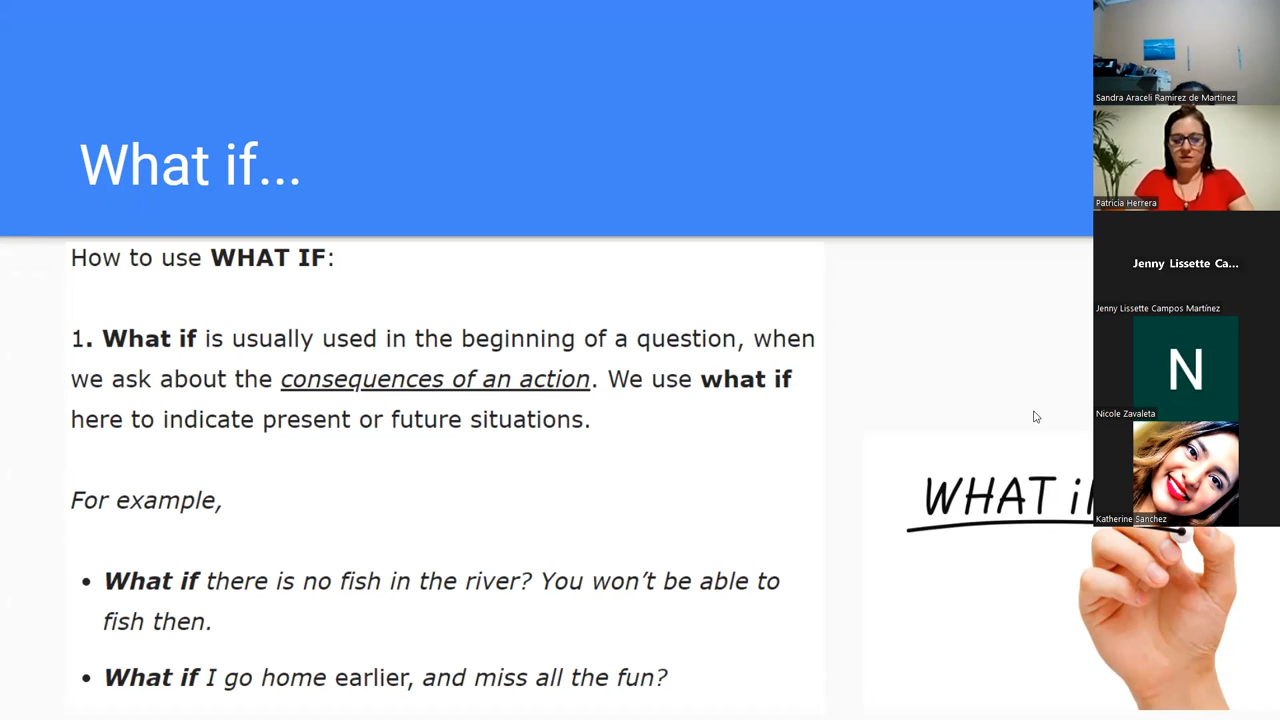 What if...
How to use WHAT IF:
1. What if is usually used in the beginning of a question, when
we ask about the consequences of an action. We use what if
here to indicate present or future situations.
For example,
• What if there is no fish in the river? You won’t be able to
fish then.
• What if I go home earlier, and miss all the fun?
WHAT if
Sandra Araceli Ramirez de Martinez
Patricia Herrera
Jenny Lissette Ca...
Jenny Lissette Campos Martínez
N
Nicole Zavaleta
Katherine Sanchez